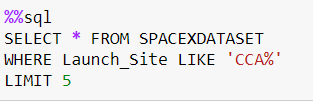 %%sql
SELECT * FROM SPACEXDATASET
WHERE Launch_Site LIKE 'CCA%'
LIMIT 5